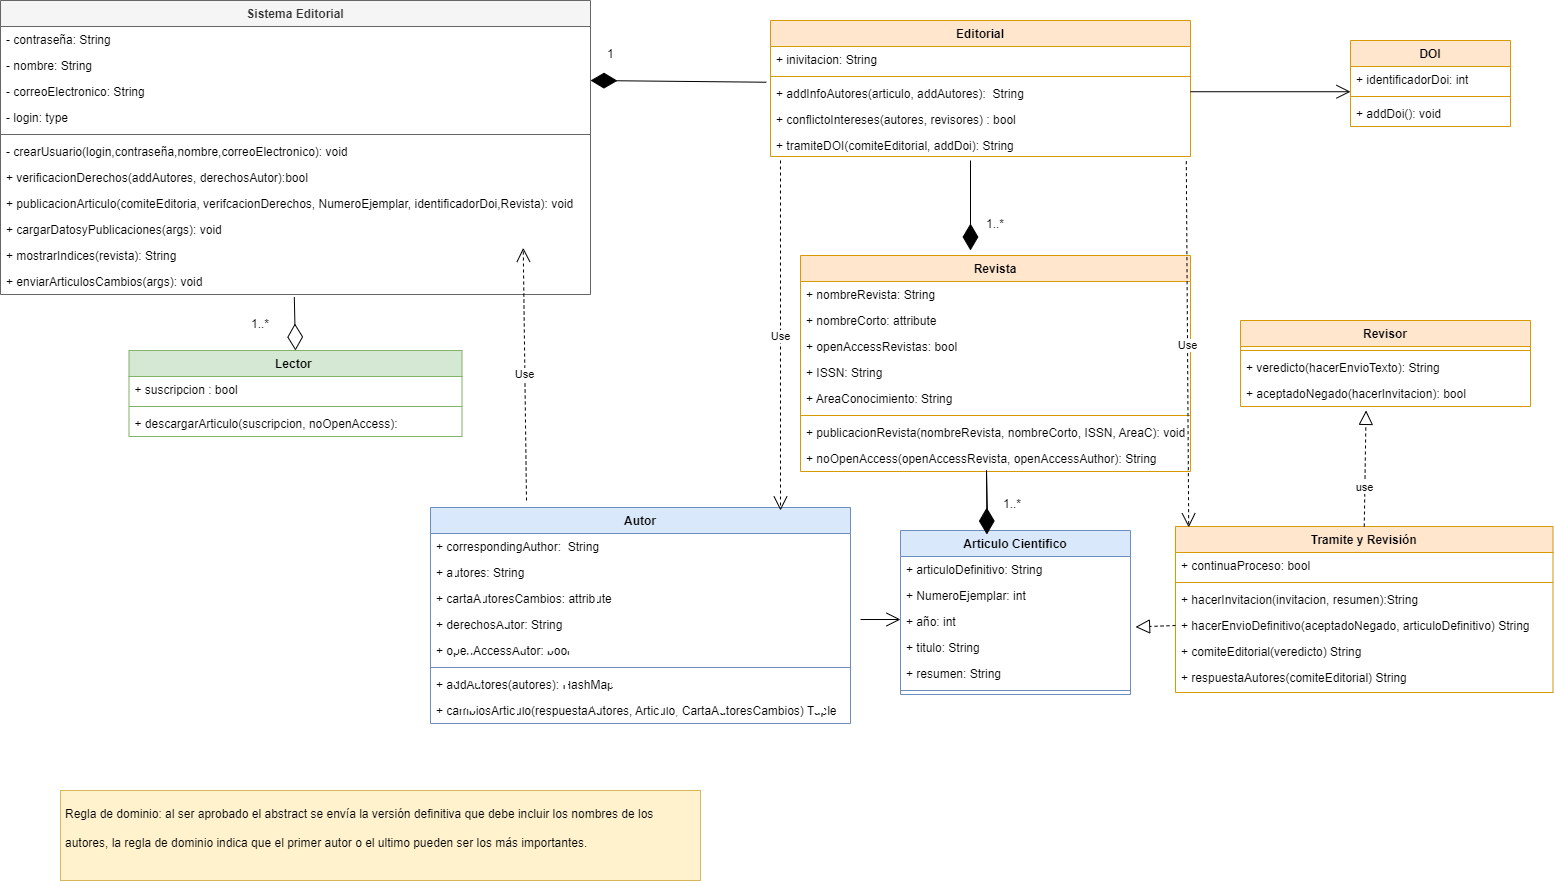 Sistema Editorial
- contraseña: String
- nombre: String
- correoElectronico: String
- login: type
- crearUsuario(login,contraseña,nombre,correoElectronico): void
+ verificacionDerechos(addAutores, derechosAutor):bool
+ publicacionArticulo(comiteEditoria, verifcacionDerechos, NumeroEjemplar, identificadorDoi,Revista): void
+ cargarDatosyPublicaciones(args): void
+ mostrarIndices(revista): String
+ enviarArticulosCambios(args): void
1
Editorial
+ inivitacion: String
+ addInfoAutores(articulo, addAutores):  String
+ conflictoIntereses(autores, revisores) : bool
+ tramiteDOI(comiteEditorial, addDoi): String
DOI
+ identificadorDoi: int
+ addDoi(): void
1..*
1..*
Lector
+ suscripcion : bool
+ descargarArticulo(suscripcion, noOpenAccess):
Use
Use
Use
Revista
+ nombreRevista: String
+ nombreCorto: attribute
+ openAccessRevistas: bool
+ ISSN: String
+ AreaConocimiento: String
+ publicacionRevista(nombreRevista, nombreCorto, ISSN, AreaC): void
+ noOpenAccess(openAccessRevista, openAccessAuthor): String
Revisor
+ veredicto(hacerEnvioTexto): String
+ aceptadoNegado(hacerInvitacion): bool
use
1..*
Autor
+ correspondingAuthor:  String
+ autores: String
+ cartaAutoresCambios: attribute
+ derechosAutor: String
+ openAccessAutor: bool
+ addAutores(autores): HashMap
+ cambiosArticulo(respuestaAutores, Articulo, CartaAutoresCambios) Tuple
Articulo Cientifico
+ articuloDefinitivo: String
+ NumeroEjemplar: int
+ año: int
+ titulo: String
+ resumen: String
Tramite y Revisión
+ continuaProceso: bool
+ hacerInvitacion(invitacion, resumen):String
+ hacerEnvioDefinitivo(aceptadoNegado, articuloDefinitivo) String
+ comiteEditorial(veredicto) String
+ respuestaAutores(comiteEditorial) String
Regla de dominio: al ser aprobado el abstract se envía la versión definitiva que debe incluir los nombres de los
autores, la regla de dominio indica que el primer autor o el ultimo pueden ser los más importantes.